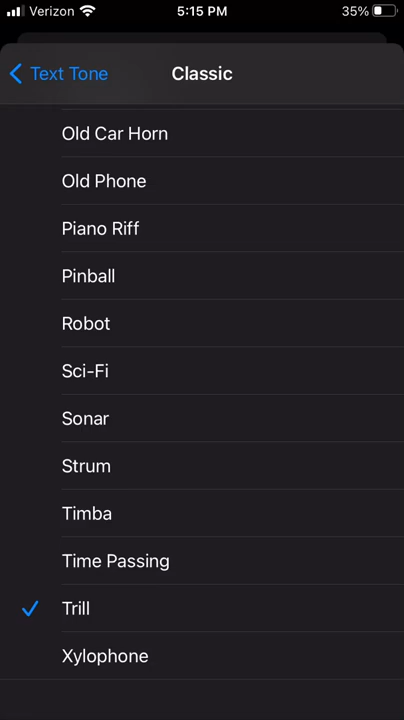 Verizon 5:15 PM 35%
Text Tone Classic
Old Car Horn
Old Phone
Piano Riff
Pinball
Robot
Sci-Fi
Sonar
Strum
Timba
Time Passing
Trill
Xylophone